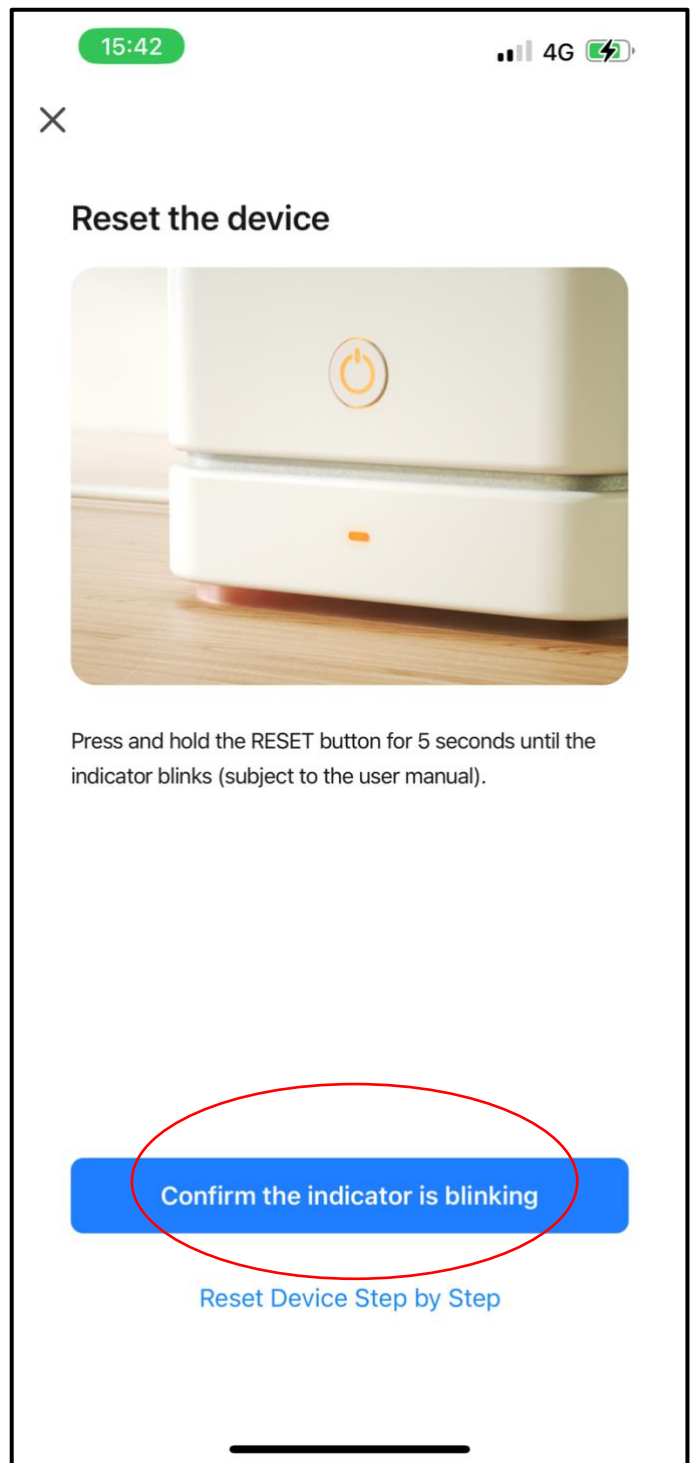 15:42
4G
Reset the device
Press and hold the RESET button for 5 seconds until the
indicator blinks (subject to the user manual).
Confirm the indicator is blinking
Reset Device Step by Step